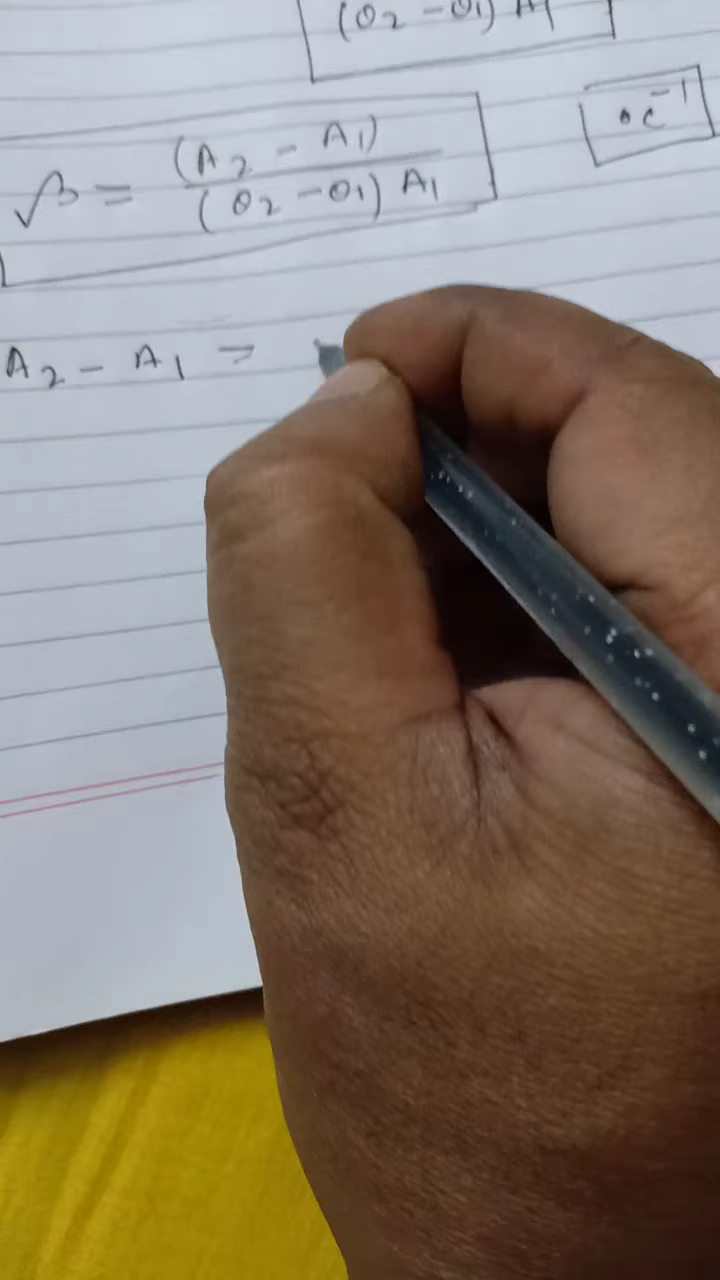 (θ2 - θ1) A1
β = (A2 - A1) / (θ2 - θ1) A1
°c⁻¹
A2 - A1 =